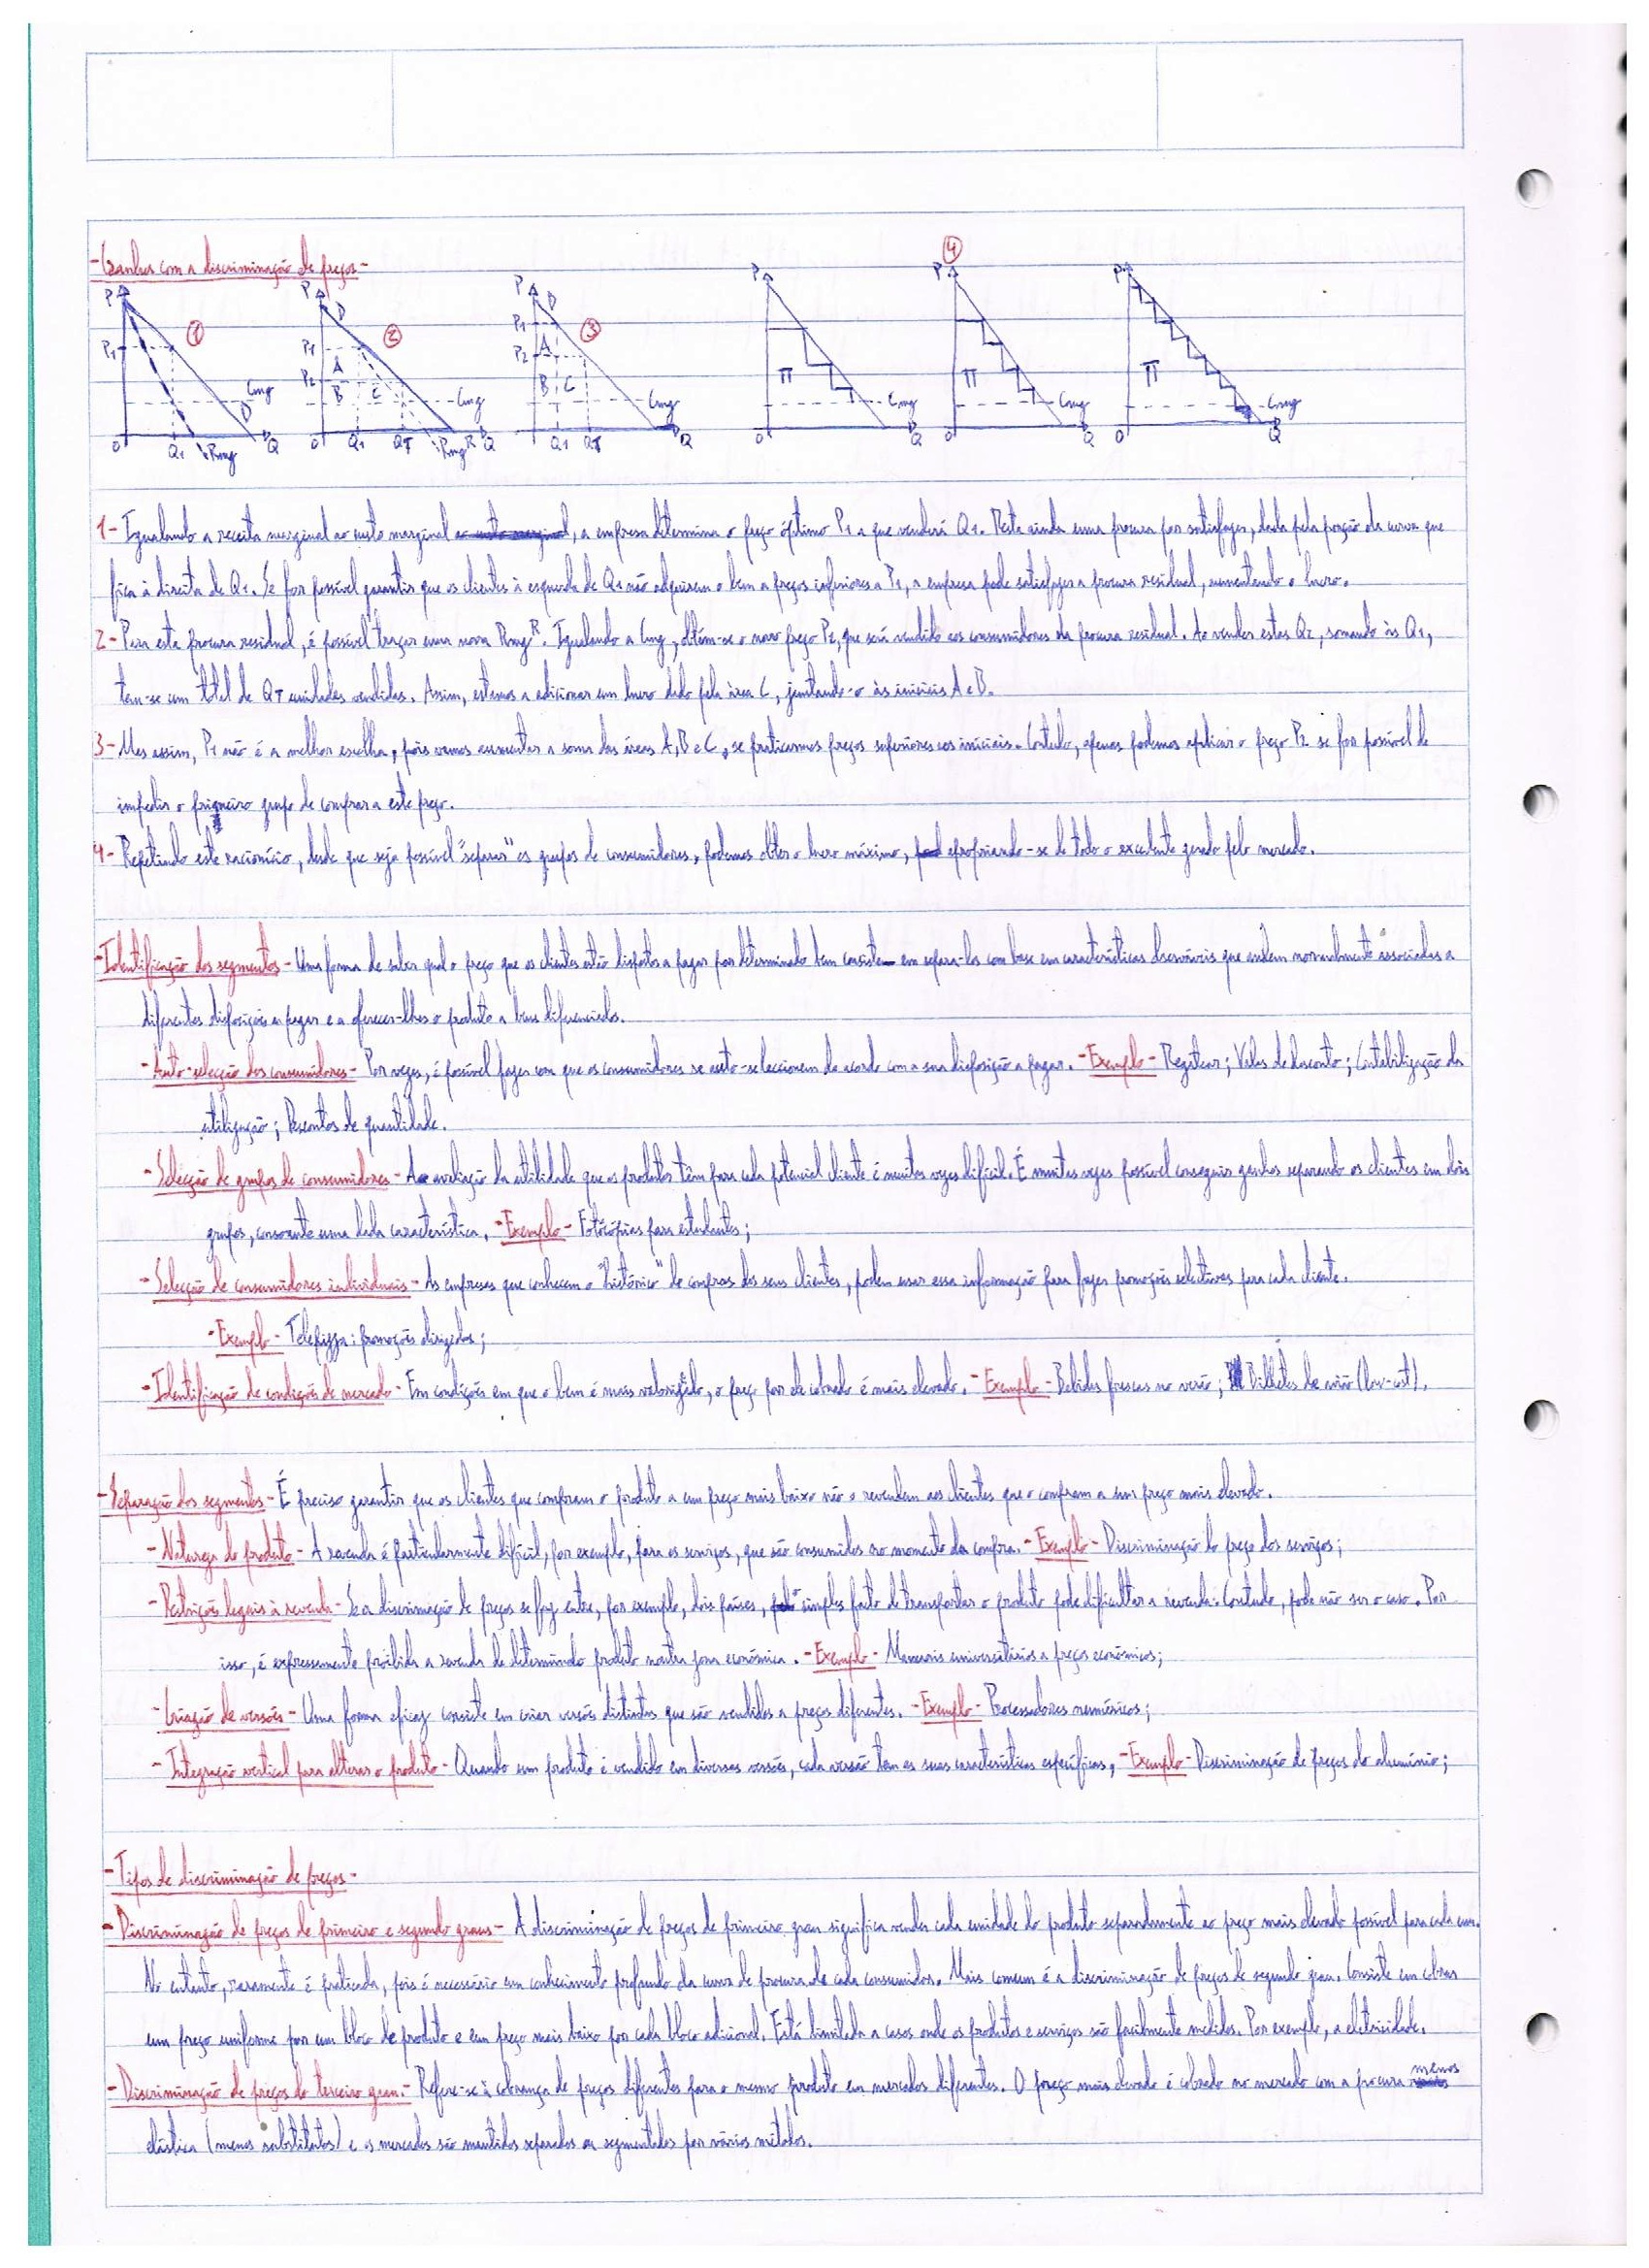 -Ganhos com a discriminação de preços-
P P1 Cmg D 0 Q1 Rmg Q 1
P D P1 A P2 B C Cmg 0 Q1 QT Rmg R Q 2
P D P1 P2 A B C Cmg Q1 QT Q 3
P π Cmg 0 Q
4 P π Cmg 0 Q
P π Cmg 0 Q
1- Igualando a receita marginal ao custo marginal, a empresa determina o preço óptimo P1 a que venderá Q1. Resta ainda uma procura por satisfazer, dada pela porção da curva que
fica à direita de Q1. Se for possível garantir que os clientes à esquerda de Q1 não adquiram o bem a preços inferiores a P1, a empresa pode satisfazer a procura residual, aumentando o lucro.
2- Para esta procura residual, é possível traçar uma nova Rmg^R. Igualando a Cmg, obtém-se o novo preço P2, que será vendido aos consumidores da procura residual. Ao vender estas Q2, somando às Q1,
tem-se um total de QT unidades vendidas. Assim, estamos a adicionar um lucro dado pela área C, juntando-o às iniciais A e B.
3- Mas assim, P1 não é a melhor escolha, pois vamos aumentar a soma das áreas A, B e C, se praticarmos preços superiores aos iniciais. Contudo, apenas podemos aplicar o preço P2 se for possível de
impedir o primeiro grupo de comprar a este preço.
4- Repetindo este raciocínio, desde que seja possível "separar" os grupos de consumidores, podemos obter o lucro máximo, apropriando-se de todo o excedente gerado pelo mercado.
-Identificação dos segmentos- Uma forma de saber qual o preço que os clientes estão dispostos a pagar por determinado bem consiste em separa-los com base em características observáveis que andem normalmente associadas a
diferentes disposições a pagar e a oferecer-lhes o produto a bens diferenciados.
-Auto-selecção dos consumidores- Por vezes, é possível fazer com que os consumidores se auto-seleccionem de acordo com a sua disposição a pagar. -Exemplo- Regatear; Vales de desconto; Contabilização da
utilização; Descontos de quantidade.
-Selecção de grupos de consumidores- A avaliação da utilidade que os produtos têm para cada potencial cliente é muitas vezes difícil. É muitas vezes possível conseguir ganhos separando os clientes em dois
grupos, consoante uma dada característica. -Exemplo- Fotocópias para estudantes;
-Selecção de consumidores individuais- As empresas que conhecem o "histórico" de compras dos seus clientes, podem usar essa informação para fazer promoções selectivas para cada cliente.
-Exemplo- Telepizza: promoções dirigidas;
-Identificação de condições de mercado- Em condições em que o bem é mais valorizado, o preço por ele cobrado é mais elevado. -Exemplo- Bebidas frescas no verão; Bilhetes de avião (low-cost).
-Separação dos segmentos- É preciso garantir que os clientes que compram o produto a um preço mais baixo não o revendam aos clientes que o compram a um preço mais elevado.
-Natureza do produto- A revenda é particularmente difícil, por exemplo, para os serviços, que são consumidos no momento da compra. -Exemplo- Discriminação do preço dos serviços;
-Restrições legais à revenda- Se a discrimação de preços se faz entre, por exemplo, dois países, o simples facto de transportar o produto pode dificultar a revenda. Contudo, pode não ser o caso. Por
isso, é expressamente proibida a revenda de determinado produto noutra zona económica. -Exemplo- Manuais universitários a preços económicos;
-Criação de versões- Uma forma eficaz consiste em criar versões distintas que são vendidas a preços diferentes. -Exemplo- Processadores numéricos;
-Integração vertical para alterar o produto- Quando um produto é vendido em diversas versões, cada versão tem as suas características específicas, -Exemplo- Discriminação de preços do alumínio;
-Tipos de discriminação de preços-
-Discriminação de preços de primeiro e segundo graus- A discriminação de preços de primeiro grau significa vender cada unidade do produto separadamente ao preço mais elevado possível para cada uma.
No entanto, raramente é praticada, pois é necessário um conhecimento profundo da curva de procura de cada consumidor. Mais comum é a discriminação de preços de segundo grau. Consiste em cobrar
um preço uniforme por um bloco de produto e um preço mais baixo por cada bloco adicional. Está limitada a casos onde os produtos e serviços são facilmente medidos. Por exemplo, a eletricidade.
-Discriminação de preços do terceiro grau.- Refere-se à cobrança de preços diferentes para o mesmo produto em mercados diferentes. O preço mais elevado é cobrado no mercado com a procura menos
elástica (menos substitutos) e os mercados são mantidos separados ou segmentados por vários métodos.